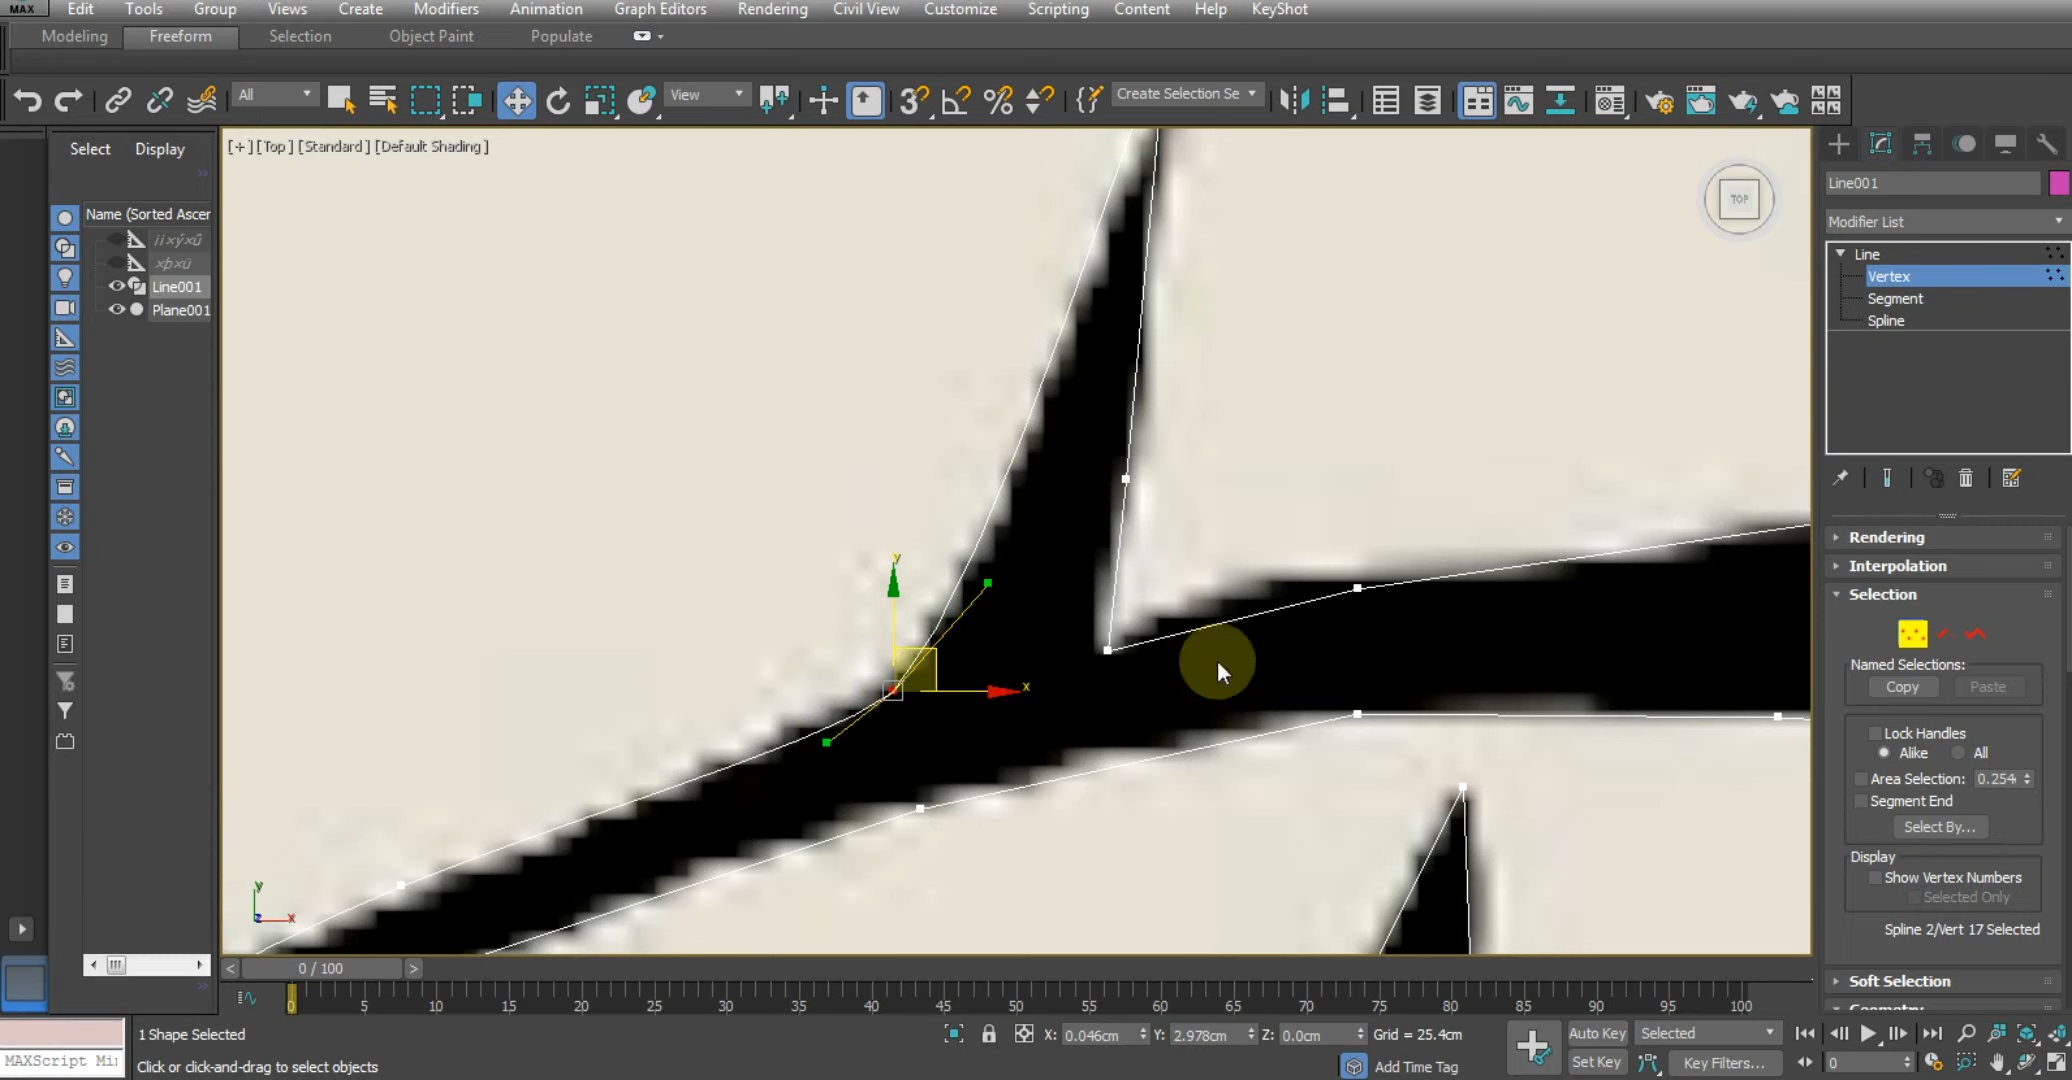 MAX Edit Tools Group Views Create Modifiers Animation Graph Editors Rendering Civil View Customize Scripting Content Help KeyShot
Modeling Freeform Selection Object Paint Populate
All View Create Selection Se
Select Display
[+][Top][Standard][Default Shading]
Name (Sorted Ascer
Line001
Plane001
TOP
y
x
y
z x
Line001
Modifier List
Line
Vertex
Segment
Spline
Rendering
Interpolation
Selection
Named Selections:
Copy Paste
Lock Handles
Alike All
Area Selection: 0.254
Segment End
Select By...
Display
Show Vertex Numbers
Selected Only
Spline 2/Vert 17 Selected
Soft Selection
Geometry
< 0 / 100 >
0 5 10 15 20 25 30 35 40 45 50 55 60 65 70 75 80 85 90 95 100
1 Shape Selected X: 0.046cm Y: 2.978cm Z: 0.0cm Grid = 25.4cm Auto Key Selected
MAXScript Mi Click or click-and-drag to select objects Add Time Tag Set Key Key Filters... 0